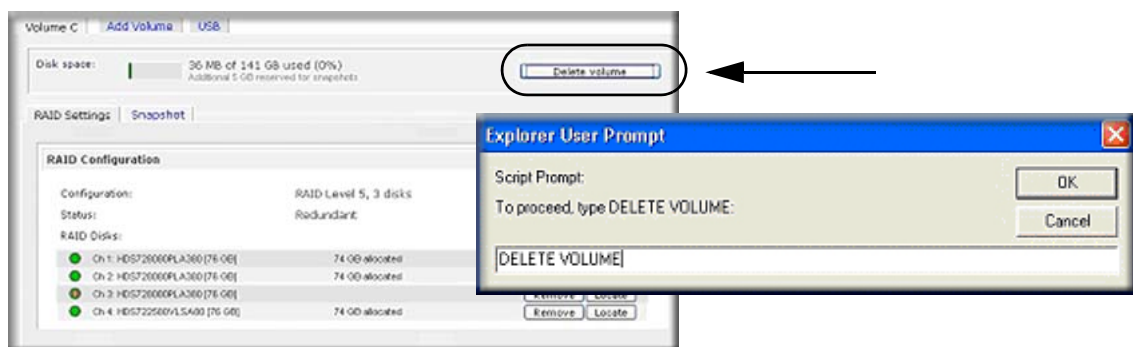 Volume C Add Volume USB
Disk space: 36 MB of 141 GB used (0%)
Additional 5 GB reserved for snapshots
Delete volume
RAID Settings Snapshot
RAID Configuration
Configuration: RAID Level 5, 3 disks
Status: Redundant
RAID Disks:
Ch 1: HDS728080PLA380 [76 GB] 74 GB allocated
Ch 2: HDS728080PLA380 [76 GB] 74 GB allocated
Ch 3: HDS728080PLA380 [76 GB] Remove Locate
Ch 4: HDS722580VLSA80 [76 GB] 74 GB allocated Remove Locate
Explorer User Prompt
Script Prompt:
To proceed, type DELETE VOLUME:
DELETE VOLUME
OK
Cancel